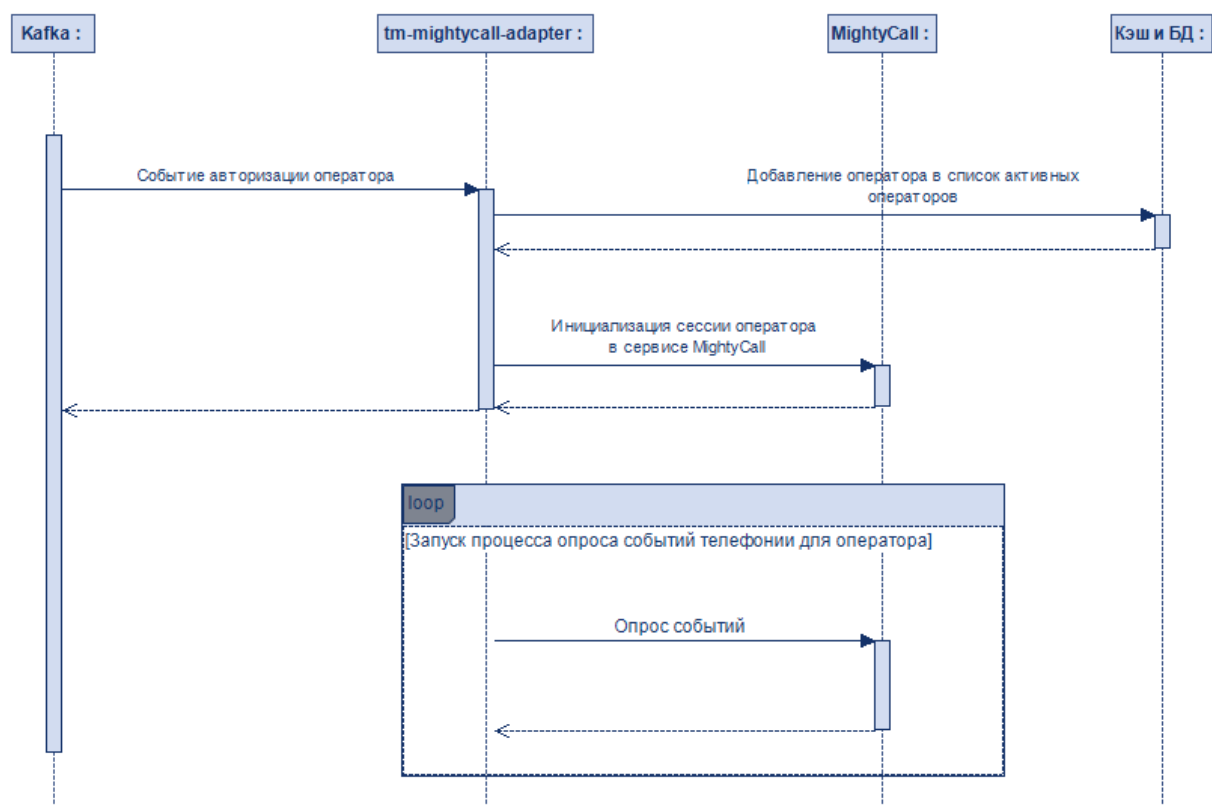 Kafka :
tm-mightycall-adapter :
MightyCall :
Кэш и БД :
Событие авторизации оператора
Добавление оператора в список активных
операторов
Инициализация сессии оператора
в сервисе MightyCall
loop
[Запуск процесса опроса событий телефонии для оператора]
Опрос событий